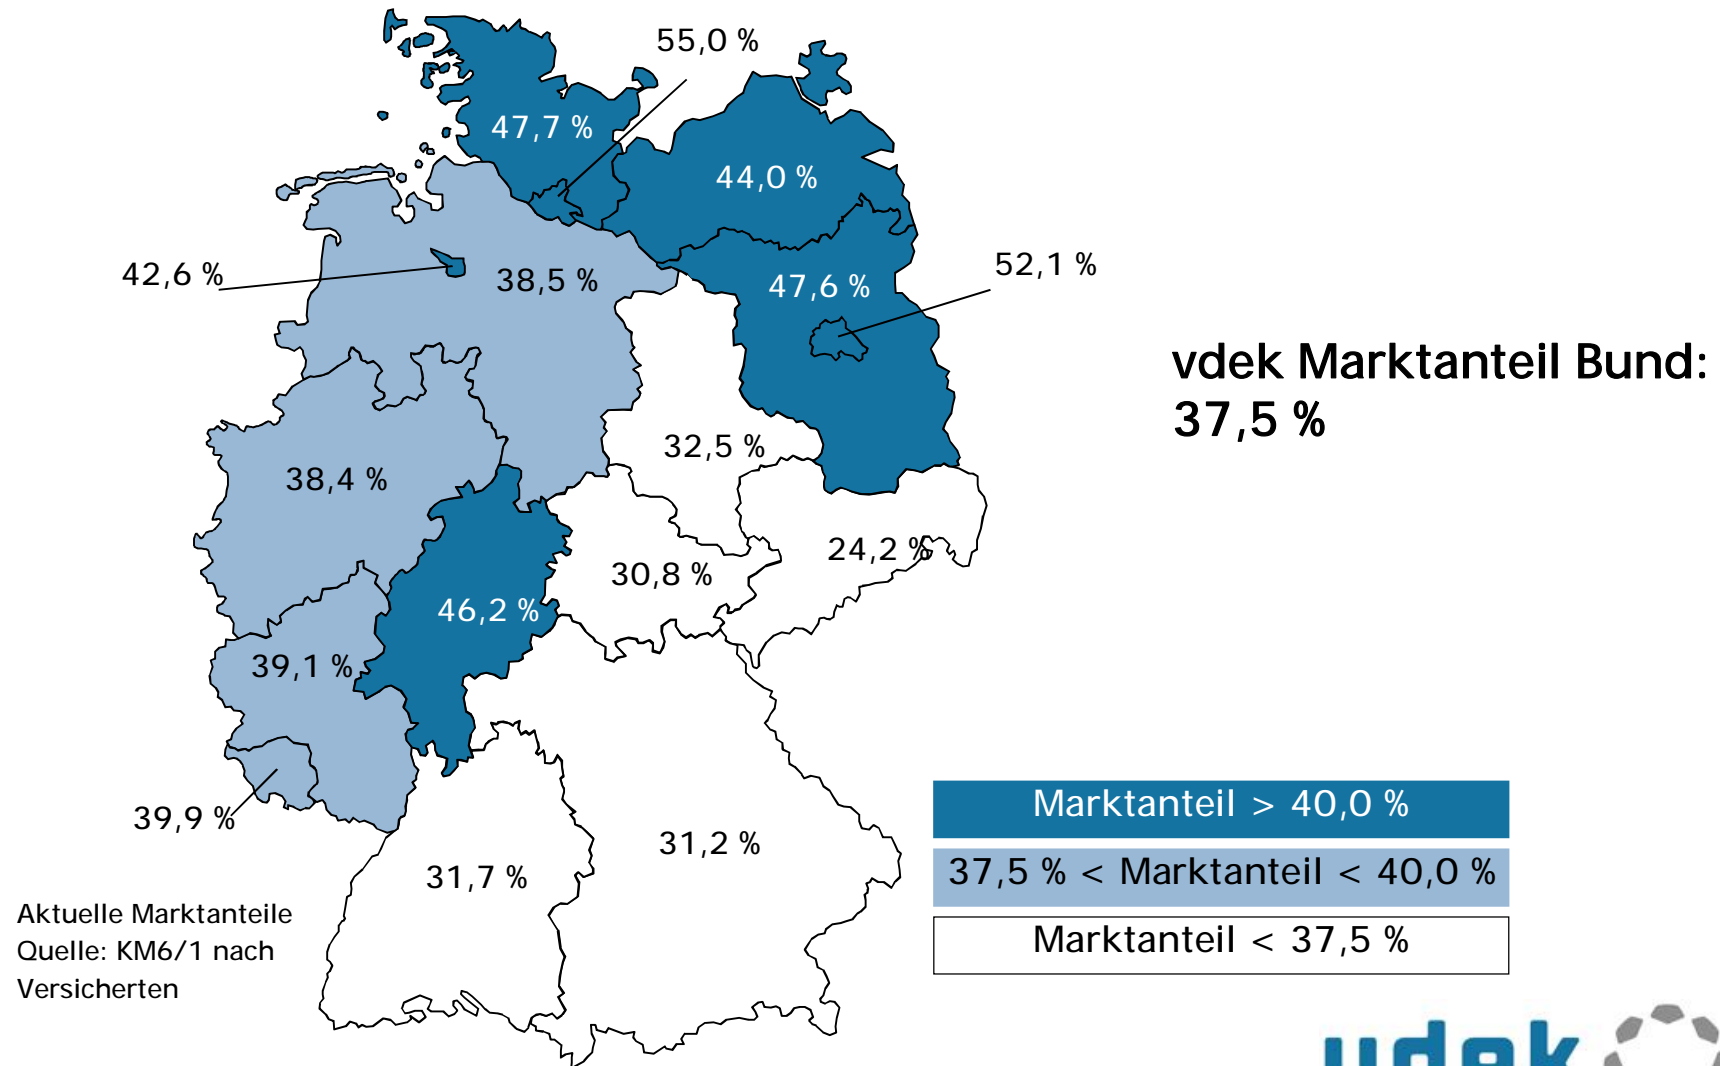 55,0 %
47,7 %
44,0 %
42,6 %
38,5 %
47,6 %
52,1 %
vdek Marktanteil Bund:
37,5 %
32,5 %
38,4 %
24,2 %
30,8 %
46,2 %
39,1 %
39,9 %
31,2 %
31,7 %
Marktanteil > 40,0 %
37,5 % < Marktanteil < 40,0 %
Marktanteil < 37,5 %
Aktuelle Marktanteile
Quelle: KM6/1 nach
Versicherten
vdek